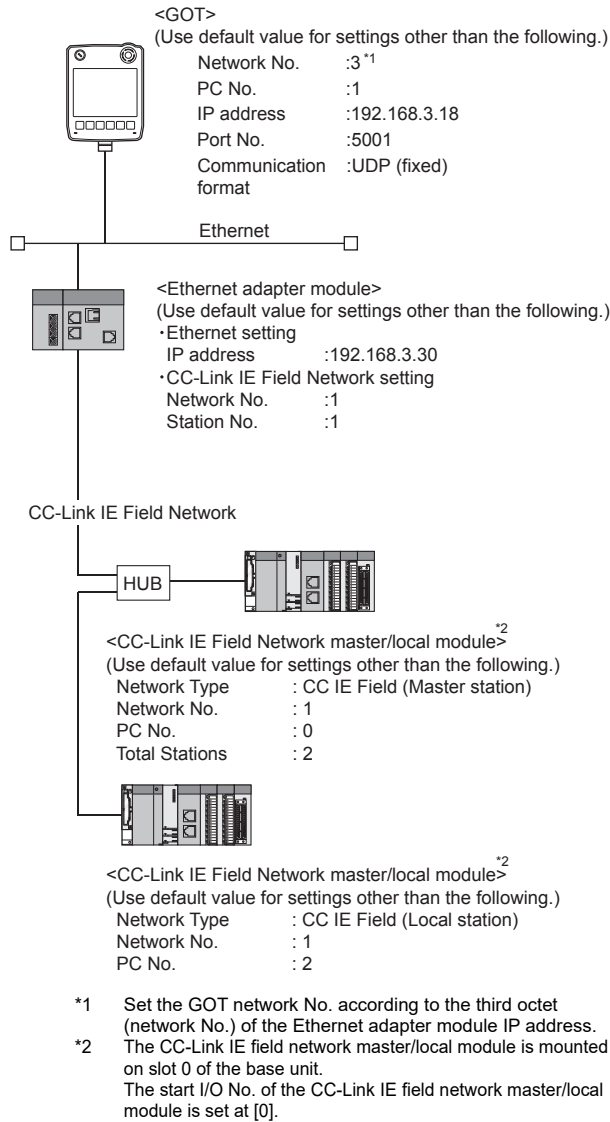 <GOT>
(Use default value for settings other than the following.)
Network No. :3 *1
PC No. :1
IP address :192.168.3.18
Port No. :5001
Communication :UDP (fixed)
format
Ethernet
<Ethernet adapter module>
(Use default value for settings other than the following.)
･Ethernet setting
IP address :192.168.3.30
･CC-Link IE Field Network setting
Network No. :1
Station No. :1
CC-Link IE Field Network
HUB
<CC-Link IE Field Network master/local module> *2
(Use default value for settings other than the following.)
Network Type : CC IE Field (Master station)
Network No. : 1
PC No. : 0
Total Stations : 2
<CC-Link IE Field Network master/local module> *2
(Use default value for settings other than the following.)
Network Type : CC IE Field (Local station)
Network No. : 1
PC No. : 2
*1 Set the GOT network No. according to the third octet
(network No.) of the Ethernet adapter module IP address.
*2 The CC-Link IE field network master/local module is mounted
on slot 0 of the base unit.
The start I/O No. of the CC-Link IE field network master/local
module is set at [0].